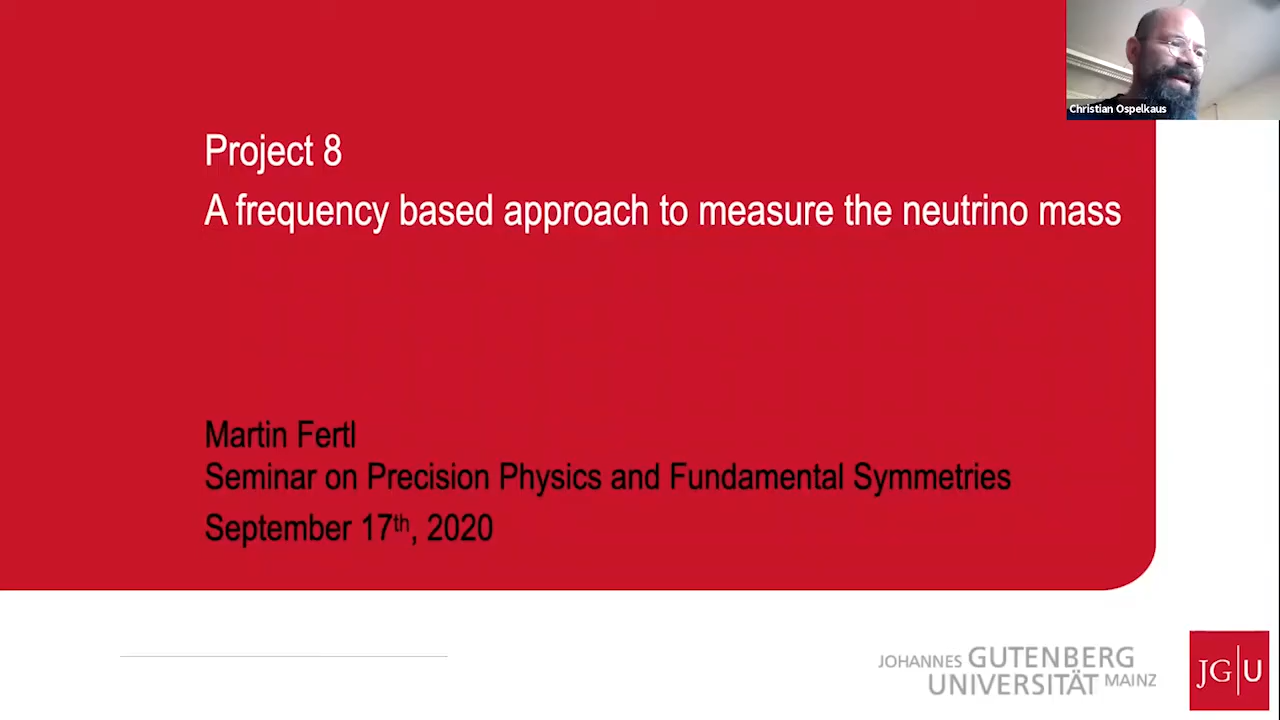 Christian Ospelkaus
Project 8
A frequency based approach to measure the neutrino mass
Martin Fertl
Seminar on Precision Physics and Fundamental Symmetries
September 17th, 2020
JOHANNES GUTENBERG
UNIVERSITÄT MAINZ
JG|U